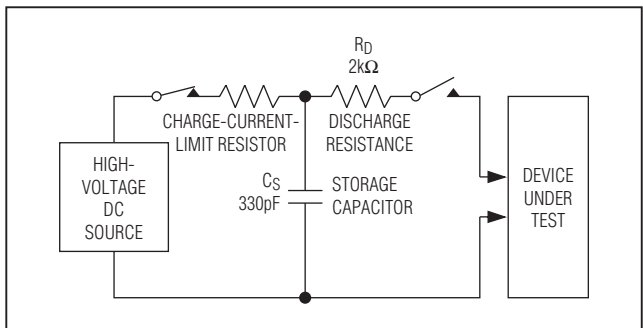 R_D
2kΩ
CHARGE-CURRENT-
LIMIT RESISTOR
DISCHARGE
RESISTANCE
HIGH-
VOLTAGE
DC
SOURCE
C_S
330pF
STORAGE
CAPACITOR
DEVICE
UNDER
TEST